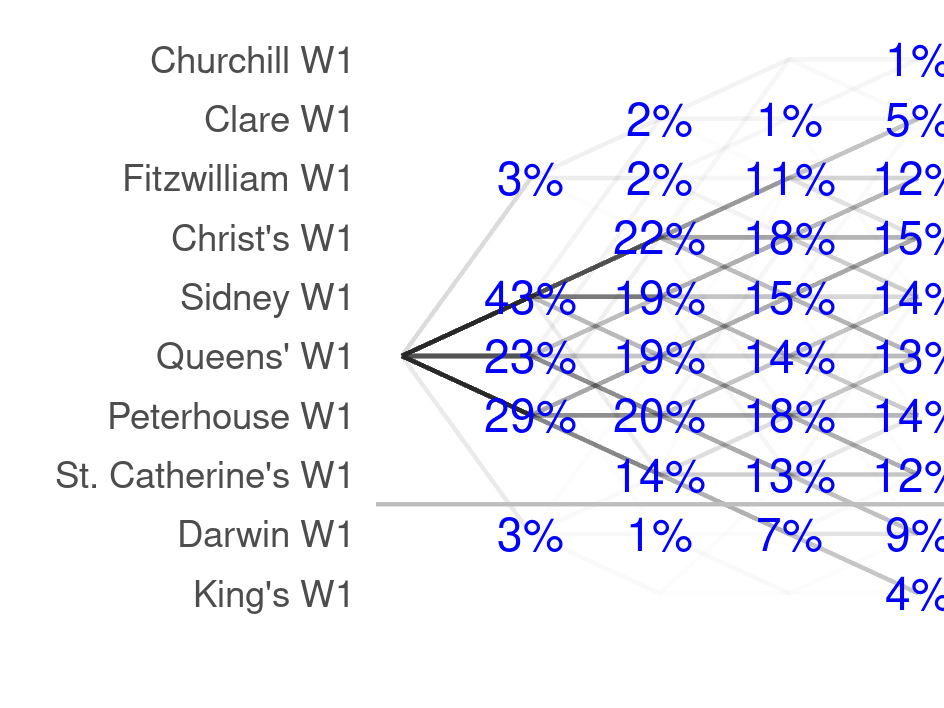 Churchill W1 1%
Clare W1 2% 1% 5%
Fitzwilliam W1 3% 2% 11% 12%
Christ's W1 22% 18% 15%
Sidney W1 43% 19% 15% 14%
Queens' W1 23% 19% 14% 13%
Peterhouse W1 29% 20% 18% 14%
St. Catherine's W1 14% 13% 12%
Darwin W1 3% 1% 7% 9%
King's W1 4%